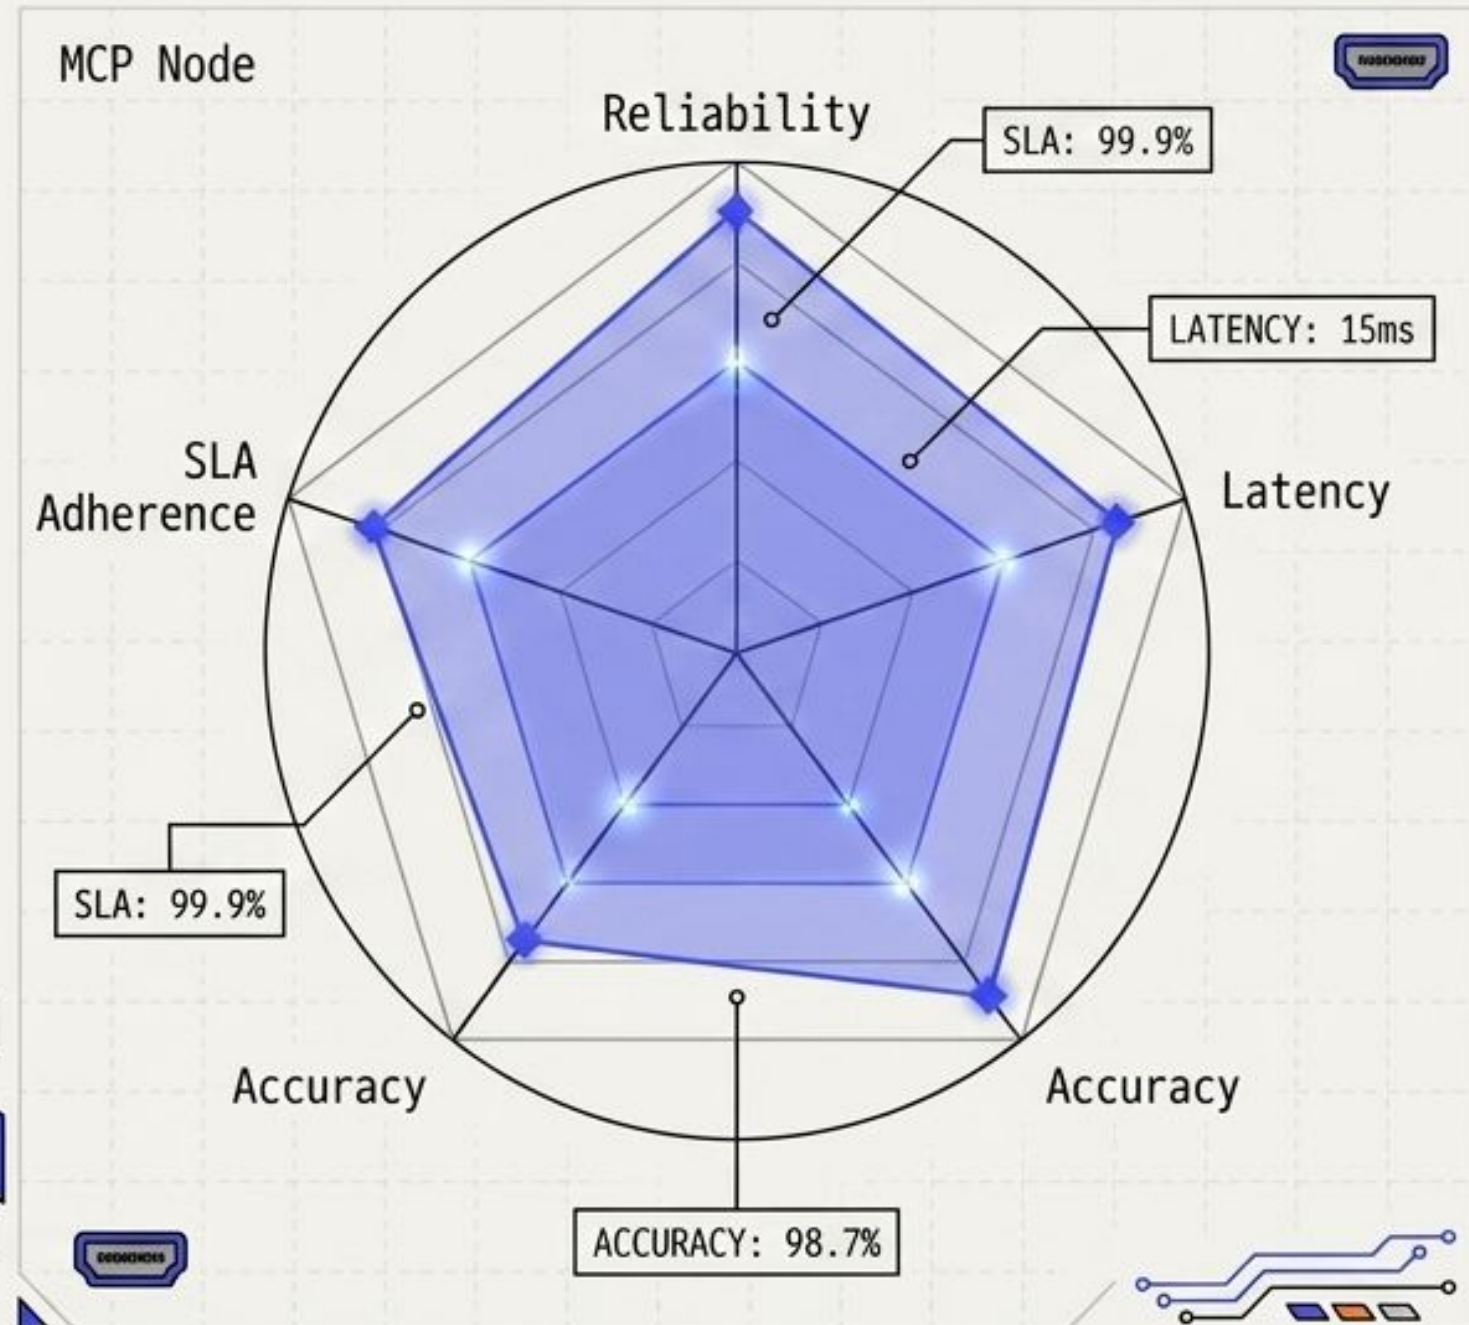 MCP Node
Reliability
SLA: 99.9%
LATENCY: 15ms
SLA
Adherence
Latency
SLA: 99.9%
Accuracy
Accuracy
ACCURACY: 98.7%